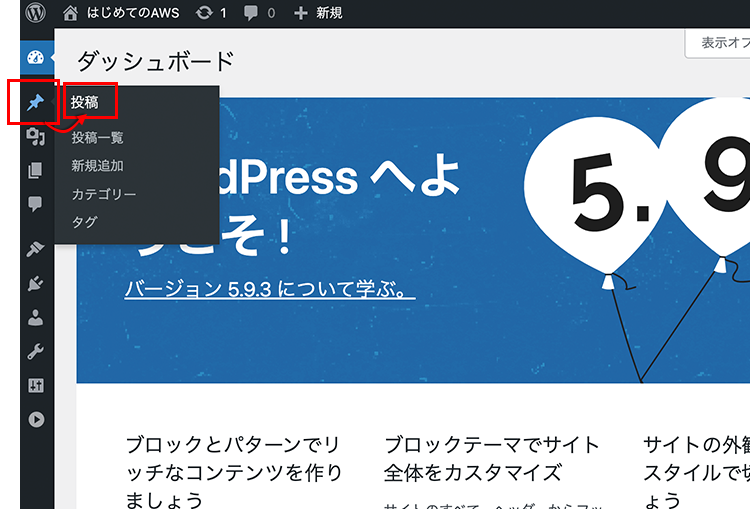 はじめてのAWS 1 0 新規
表示オプ
ダッシュボード
投稿
投稿一覧
新規追加
カテゴリー
タグ
dPress へよ
うこそ !
5.9
バージョン 5.9.3 について学ぶ。
ブロックとパターンでリ
ッチなコンテンツを作り
ましょう
ブロックテーマでサイト
全体をカスタマイズ
サイトの外観
スタイルで切
ょう